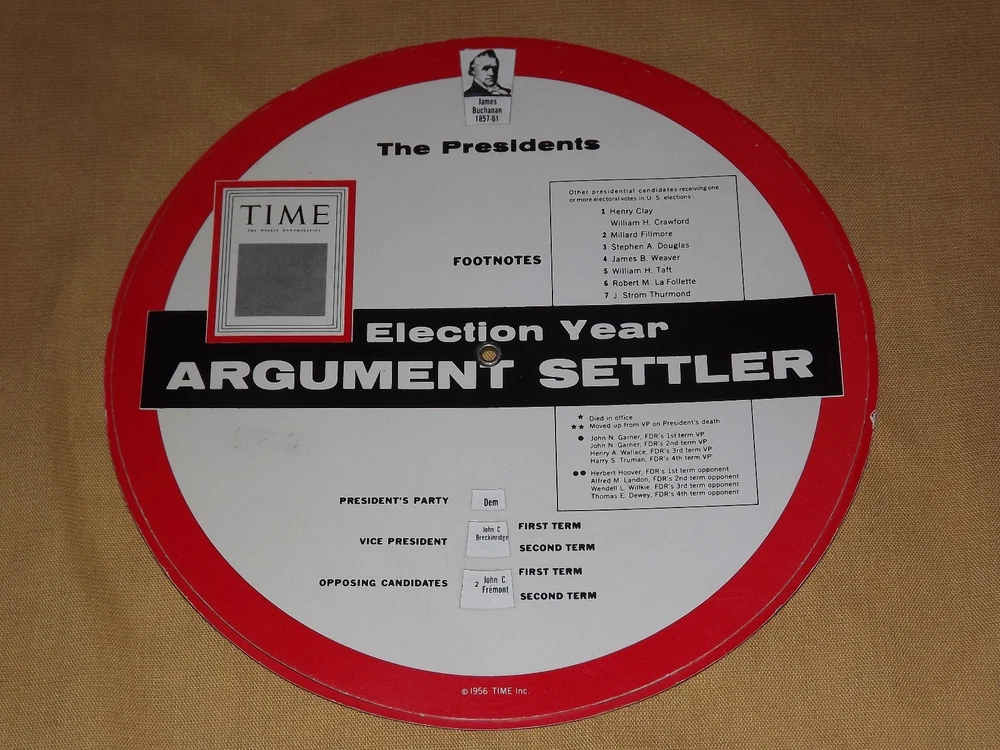 James
Buchanan
1857-61
The Presidents
TIME
THE WEEKLY NEWSMAGAZINE
Other presidential candidates receiving one
or more electoral votes in U. S. elections:
1 Henry Clay
William H. Crawford
2 Millard Fillmore
3 Stephen A. Douglas
4 James B. Weaver
5 William H. Taft
6 Robert M. La Follette
7 J. Strom Thurmond
FOOTNOTES
Election Year
ARGUMENT SETTLER
★ Died in office
★★ Moved up from VP on President's death
● John N. Garner, FDR's 1st term VP
John N. Garner, FDR's 2nd term VP
Henry A. Wallace, FDR's 3rd term VP
Harry S. Truman, FDR's 4th term VP
●● Herbert Hoover, FDR's 1st term opponent
Alfred M. Landon, FDR's 2nd term opponent
Wendell L. Willkie, FDR's 3rd term opponent
Thomas E. Dewey, FDR's 4th term opponent
PRESIDENT'S PARTY Dem
VICE PRESIDENT
John C.
Breckinridge
FIRST TERM
SECOND TERM
OPPOSING CANDIDATES
2 John C.
Frémont
FIRST TERM
SECOND TERM
© 1956 TIME Inc.